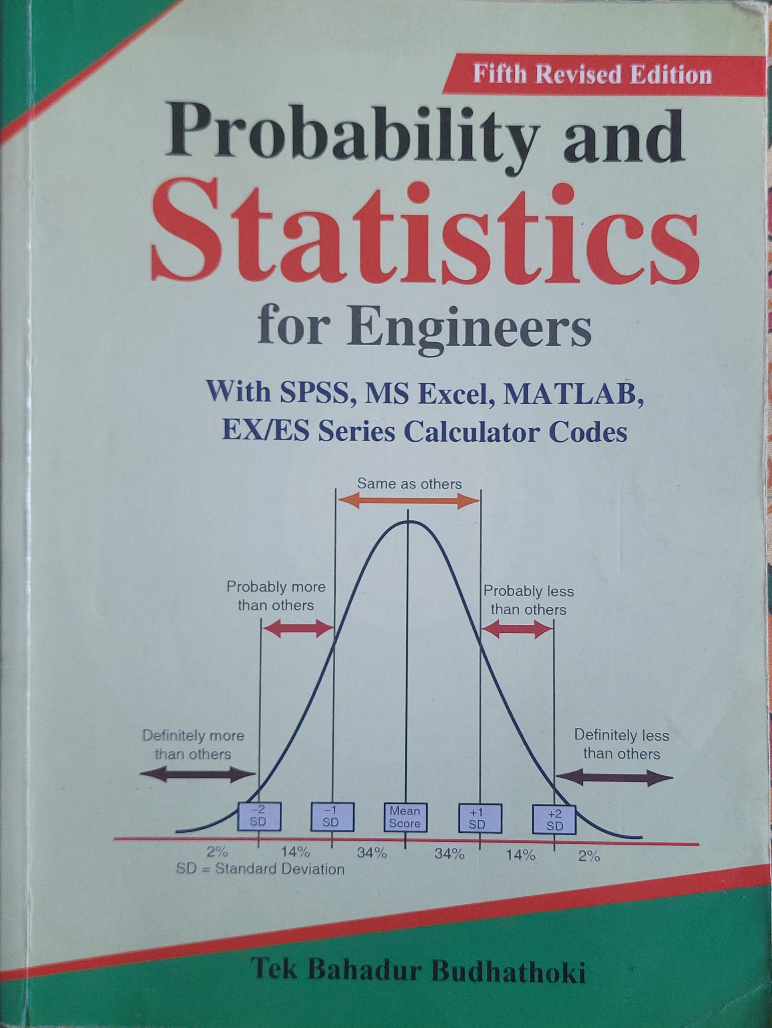 Fifth Revised Edition
Probability and
Statistics
for Engineers
With SPSS, MS Excel, MATLAB,
EX/ES Series Calculator Codes
Same as others
Probably more
than others
Probably less
than others
Definitely more
than others
Definitely less
than others
−2
SD
−1
SD
Mean
Score
+1
SD
+2
SD
2% 14% 34% 34% 14% 2%
SD = Standard Deviation
Tek Bahadur Budhathoki